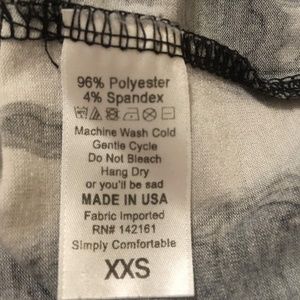 96% Polyester
4% Spandex
Machine Wash Cold
Gentle Cycle
Do Not Bleach
Hang Dry
or you'll be sad
MADE IN USA
Fabric Imported
RN# 142161
Simply Comfortable
XXS